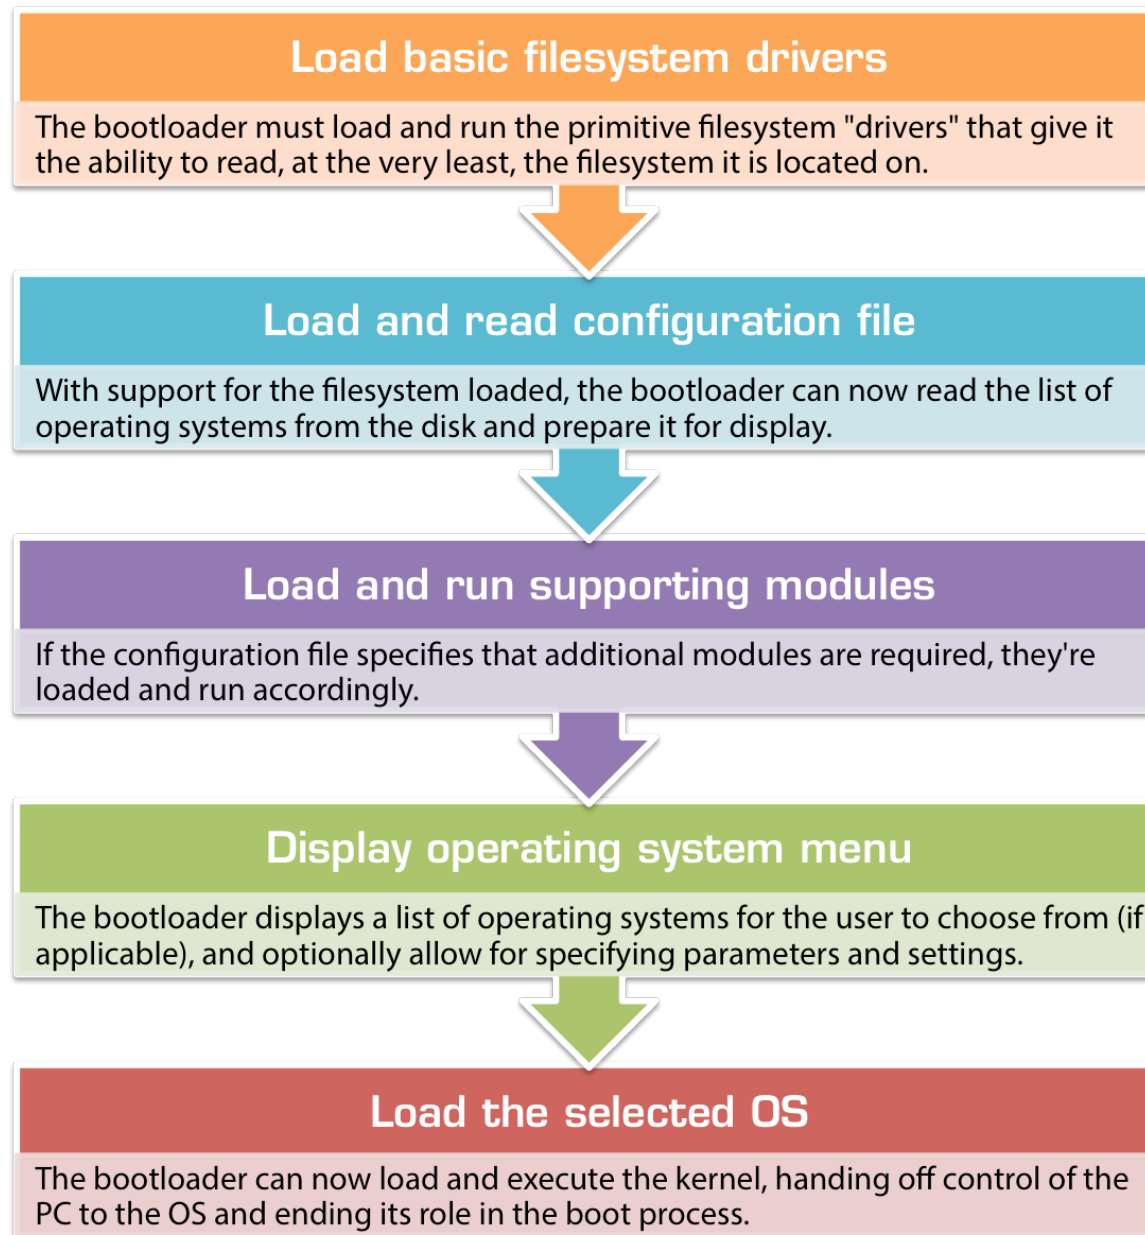 Load basic filesystem drivers
The bootloader must load and run the primitive filesystem "drivers" that give it
the ability to read, at the very least, the filesystem it is located on.
Load and read configuration file
With support for the filesystem loaded, the bootloader can now read the list of
operating systems from the disk and prepare it for display.
Load and run supporting modules
If the configuration file specifies that additional modules are required, they're
loaded and run accordingly.
Display operating system menu
The bootloader displays a list of operating systems for the user to choose from (if
applicable), and optionally allow for specifying parameters and settings.
Load the selected OS
The bootloader can now load and execute the kernel, handing off control of the
PC to the OS and ending its role in the boot process.